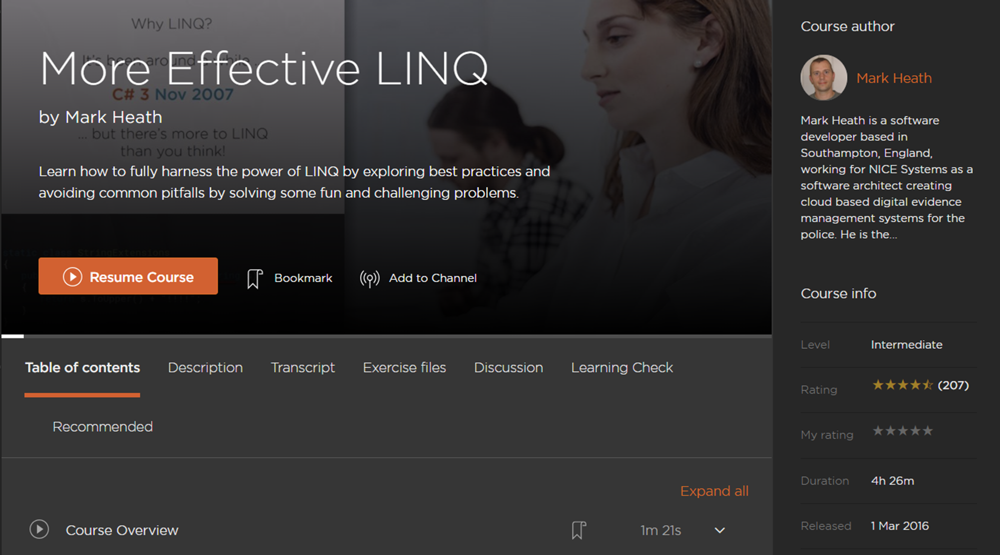 Why LINQ?
It's been around a while ...
More Effective LINQ
C# 3 Nov 2007
by Mark Heath
... but there's more to LINQ
than you think!
Learn how to fully harness the power of LINQ by exploring best practices and
avoiding common pitfalls by solving some fun and challenging problems.
static class StringExtensions
{
Resume Course
Bookmark
Add to Channel
{
}
Table of contents
Description
Transcript
Exercise files
Discussion
Learning Check
Recommended
Expand all
Course Overview
1m 21s
Course author
Mark Heath
Mark Heath is a software
developer based in
Southampton, England,
working for NICE Systems as a
software architect creating
cloud based digital evidence
management systems for the
police. He is the...
Course info
Level Intermediate
Rating (207)
My rating
Duration 4h 26m
Released 1 Mar 2016